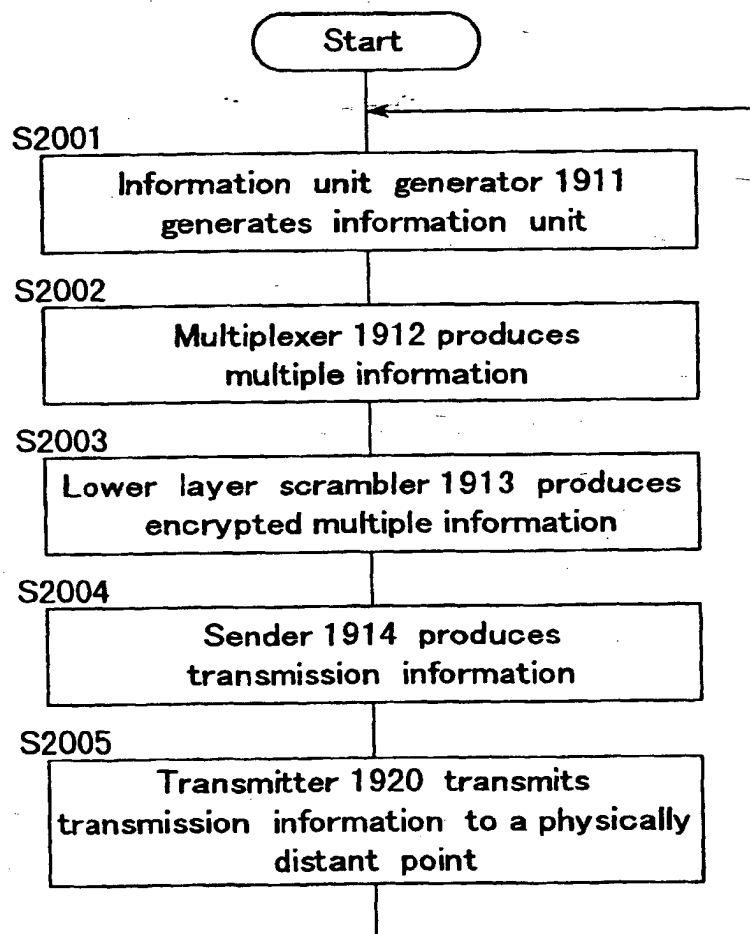 Start
S2001
Information unit generator 1911
generates information unit
S2002
Multiplexer 1912 produces
multiple information
S2003
Lower layer scrambler 1913 produces
encrypted multiple information
S2004
Sender 1914 produces
transmission information
S2005
Transmitter 1920 transmits
transmission information to a physically
distant point